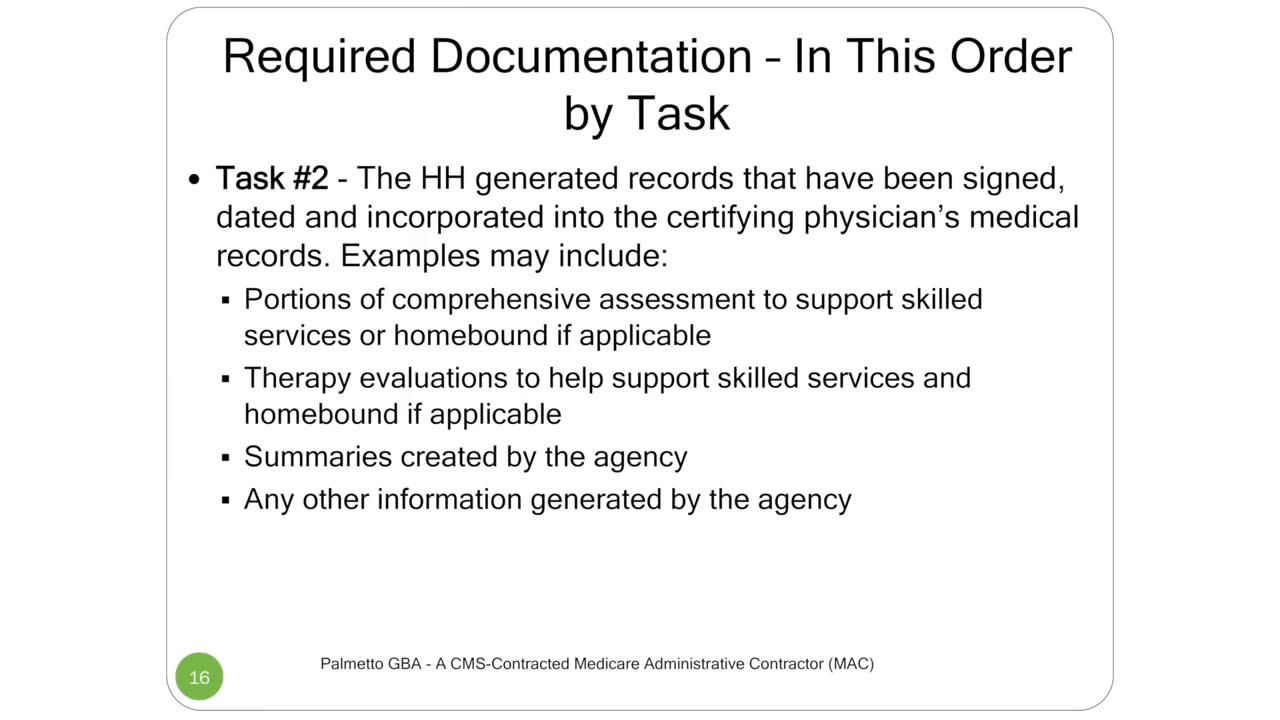 Required Documentation – In This Order
by Task
• Task #2 - The HH generated records that have been signed,
dated and incorporated into the certifying physician’s medical
records. Examples may include:
▪ Portions of comprehensive assessment to support skilled
services or homebound if applicable
▪ Therapy evaluations to help support skilled services and
homebound if applicable
▪ Summaries created by the agency
▪ Any other information generated by the agency
Palmetto GBA - A CMS-Contracted Medicare Administrative Contractor (MAC)
16